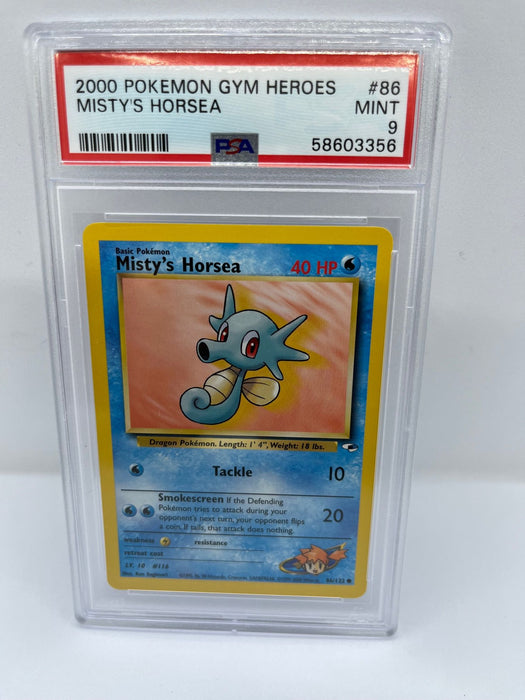 2000 POKEMON GYM HEROES #86
MISTY'S HORSEA MINT
9
PSA 58603356
Basic Pokémon
Misty's Horsea 40 HP
Dragon Pokémon. Length: 1' 4", Weight: 18 lbs.
Tackle 10
Smokescreen If the Defending
Pokémon tries to attack during your
opponent's next turn, your opponent flips
a coin. If tails, that attack does nothing.
20
weakness resistance
retreat cost
LV. 10 #116
86/132